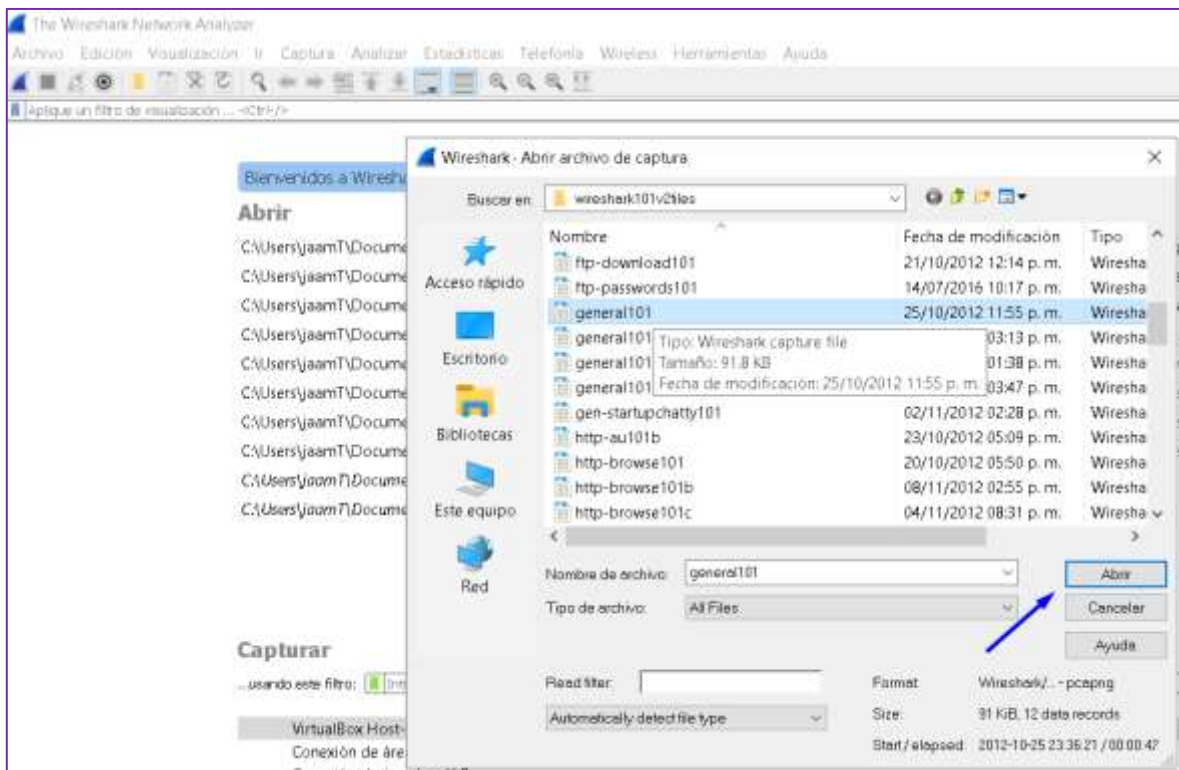 The Wireshark Network Analyzer
Archivo Edición Visualización Ir Captura Analizar Estadísticas Telefonía Wireless Herramientas Ayuda
Aplique un filtro de visualización ... <Ctrl-/>
Bienvenidos a Wiresha
Abrir
C:\Users\jaamT\Docume
C:\Users\jaamT\Docume
C:\Users\jaamT\Docume
C:\Users\jaamT\Docume
C:\Users\jaamT\Docume
C:\Users\jaamT\Docume
C:\Users\jaamT\Docume
C:\Users\jaamT\Docume
C:\Users\jaamT\Docume
C:\Users\jaamT\Docume
Capturar
...usando este filtro:
VirtualBox Host-
Conexión de áre
Wireshark · Abrir archivo de captura
Buscar en: wireshark101v2files
Acceso rápido
Escritorio
Bibliotecas
Este equipo
Red
Nombre Fecha de modificación Tipo
ftp-download101 21/10/2012 12:14 p. m. Wiresha
ftp-passwords101 14/07/2016 10:17 p. m. Wiresha
general101 25/10/2012 11:55 p. m. Wiresha
general101 03:13 p. m. Wiresha
general101 01:38 p. m. Wiresha
general101 03:47 p. m. Wiresha
Tipo: Wireshark capture file
Tamaño: 91.8 KB
Fecha de modificación: 25/10/2012 11:55 p. m.
gen-startupchatty101 02/11/2012 02:28 p. m. Wiresha
http-au101b 23/10/2012 05:09 p. m. Wiresha
http-browse101 20/10/2012 05:50 p. m. Wiresha
http-browse101b 08/11/2012 02:55 p. m. Wiresha
http-browse101c 04/11/2012 08:31 p. m. Wiresha
Nombre de archivo: general101 Abrir
Tipo de archivo: All Files Cancelar
Ayuda
Read filter:
Automatically detect file type
Format: Wireshark/... - pcapng
Size: 91 KiB, 12 data records
Start / elapsed: 2012-10-25 23:36:21 / 00:00:47